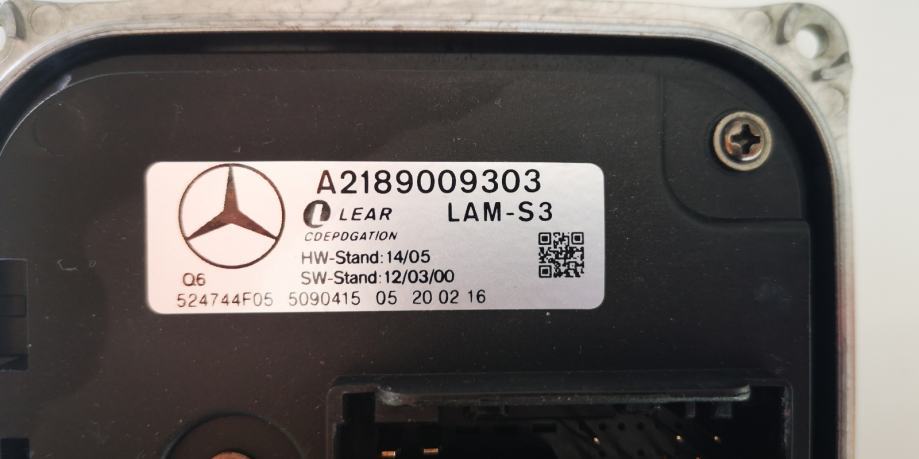 A2189009303
LEAR LAM-S3
CDEPDGATION
HW-Stand:14/05
Q6 SW-Stand:12/03/00
524744F05 5090415 05 20 02 16